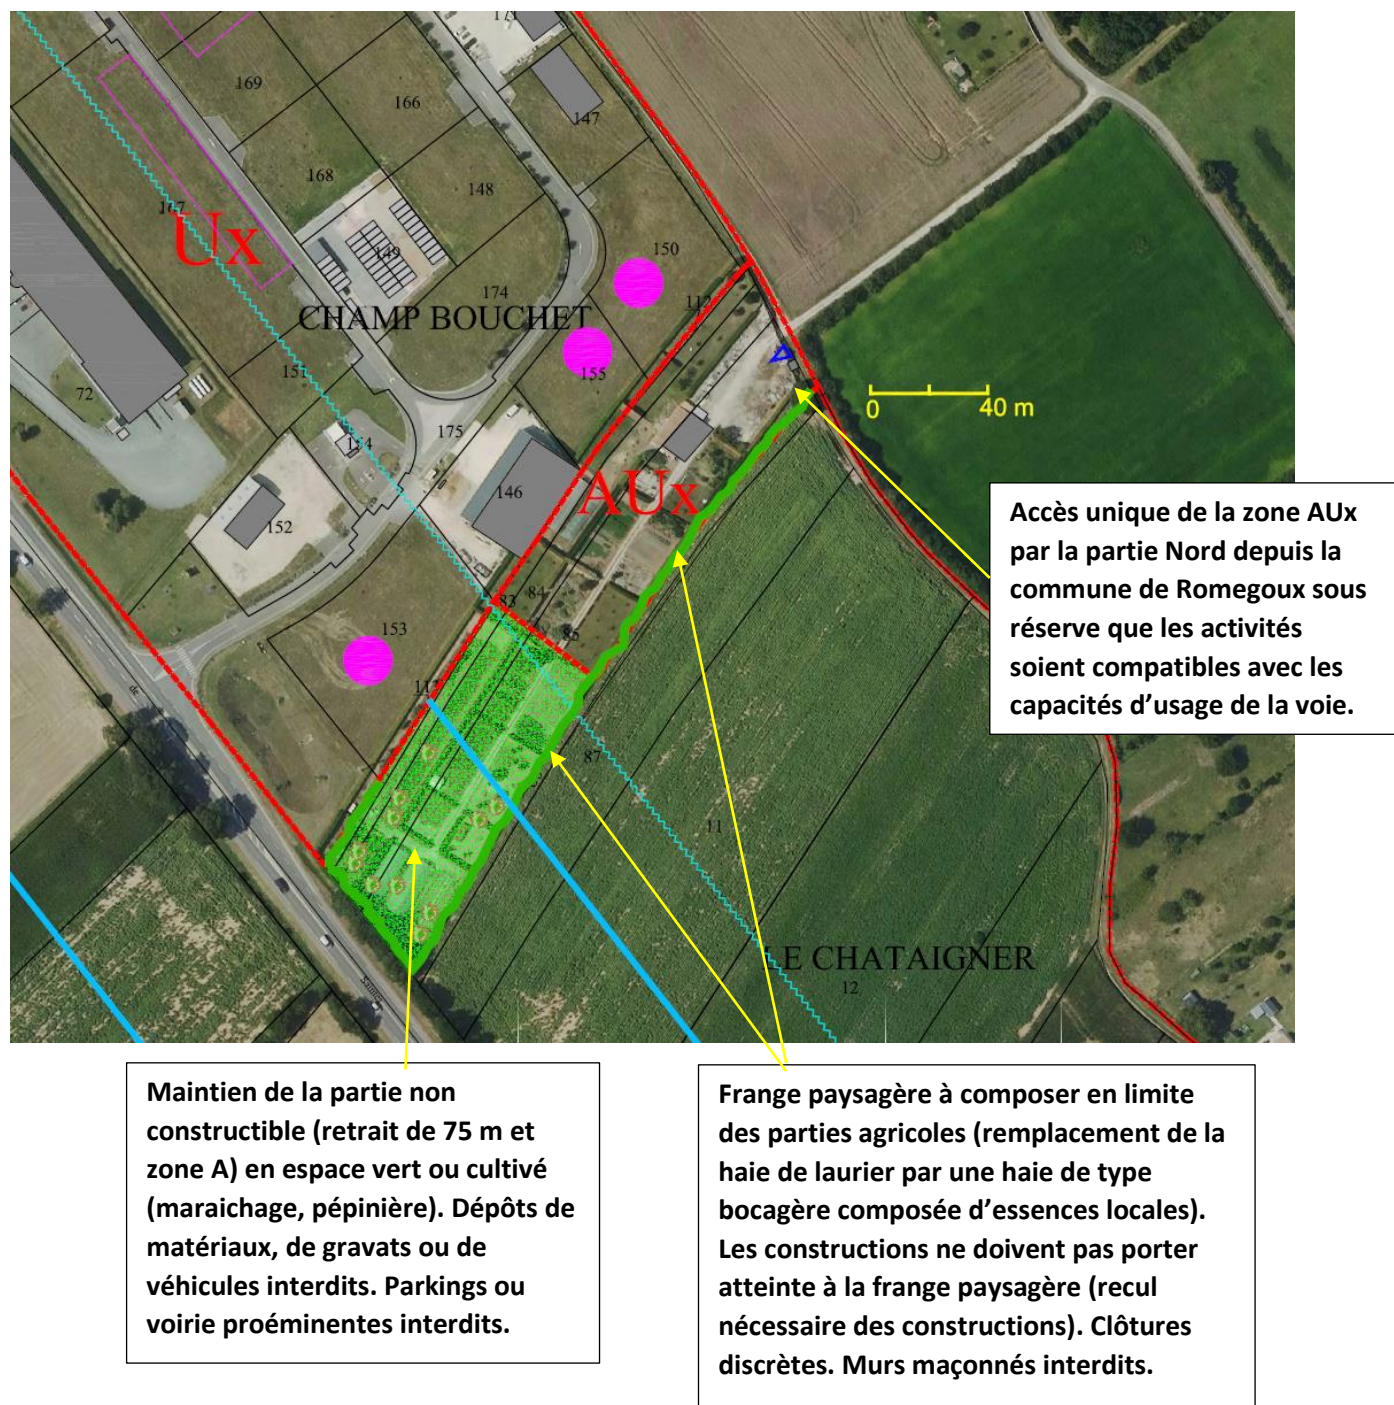 171
169
166
147
168
148
167
Ux
149
150
174
112
CHAMP BOUCHET
155
151
72
0 40 m
175
154
146
AUx
152
Accès unique de la zone AUx
par la partie Nord depuis la
commune de Romegoux sous
réserve que les activités
soient compatibles avec les
capacités d’usage de la voie.
83
84
85
153
de
87
11
LE CHATAIGNER
12
Saintes
Maintien de la partie non
constructible (retrait de 75 m et
zone A) en espace vert ou cultivé
(maraichage, pépinière). Dépôts de
matériaux, de gravats ou de
véhicules interdits. Parkings ou
voirie proéminentes interdits.
Frange paysagère à composer en limite
des parties agricoles (remplacement de la
haie de laurier par une haie de type
bocagère composée d’essences locales).
Les constructions ne doivent pas porter
atteinte à la frange paysagère (recul
nécessaire des constructions). Clôtures
discrètes. Murs maçonnés interdits.